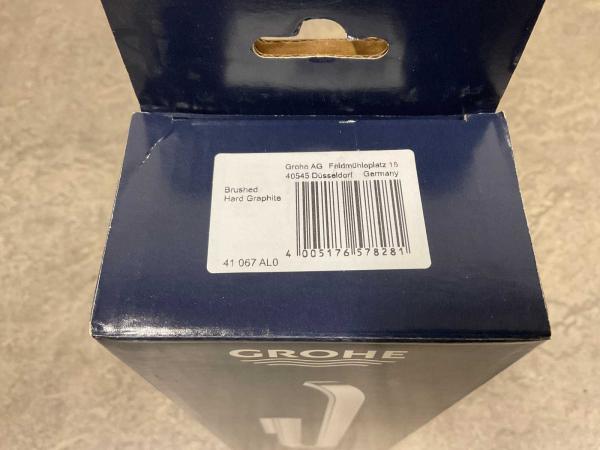 Grohe AG Feldmühleplatz 15
40545 Düsseldorf Germany
Brushed
Hard Graphite
4 005176 578281
41 067 AL0
GROHE